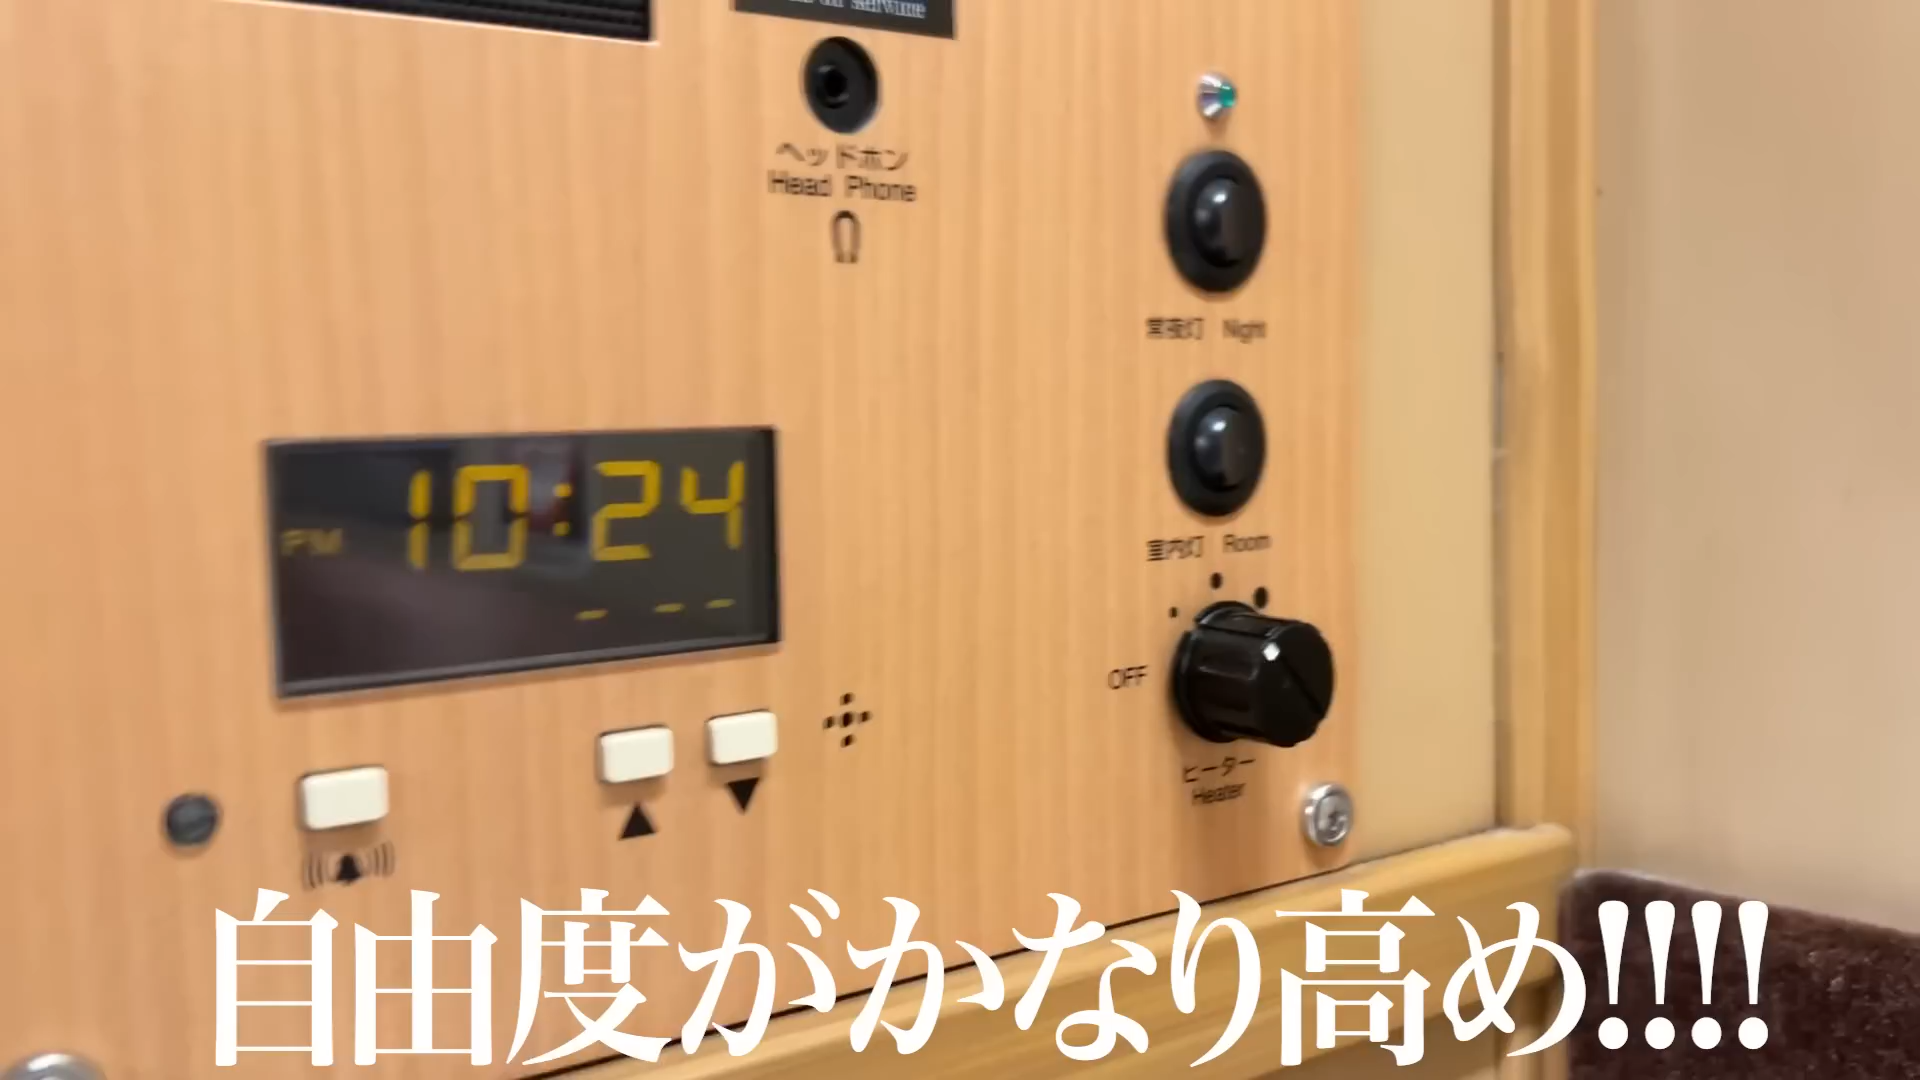 ヘッドホン
Head Phone
常夜灯 Night
PM 10:24
室内灯 Room
OFF
ヒーター
Heater
自由度がかなり高め!!!!